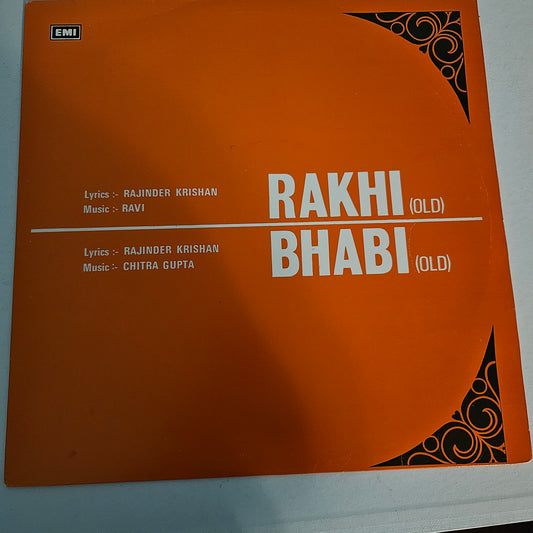 EMI
Lyrics :- RAJINDER KRISHAN
Music :- RAVI
RAKHI (OLD)
BHABI (OLD)
Lyrics :- RAJINDER KRISHAN
Music :- CHITRA GUPTA